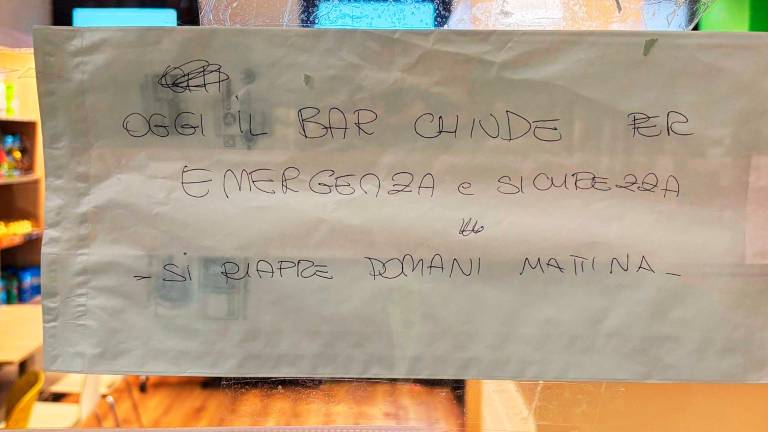 OGGI IL BAR CHIUDE PER
EMERGENZA e SICUREZZA
- SI RIAPRE DOMANI MATTINA -